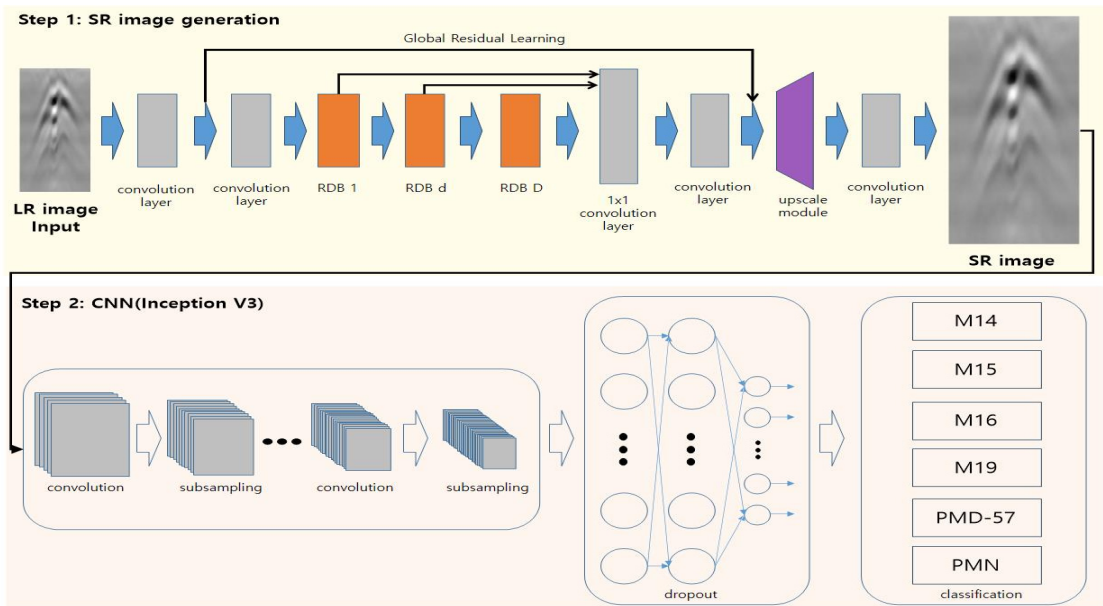 Step 1: SR image generation
Global Residual Learning
LR image
Input
convolution
layer
convolution
layer
RDB 1
RDB d
RDB D
1x1
convolution
layer
convolution
layer
upscale
module
convolution
layer
SR image
Step 2: CNN(Inception V3)
convolution
subsampling
convolution
subsampling
dropout
M14
M15
M16
M19
PMD-57
PMN
classification